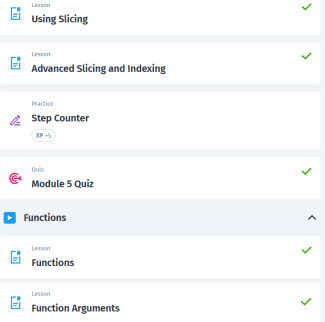 Lesson
Using Slicing
Lesson
Advanced Slicing and Indexing
Practice
Step Counter
XP +5
Quiz
Module 5 Quiz
Functions
Lesson
Functions
Lesson
Function Arguments